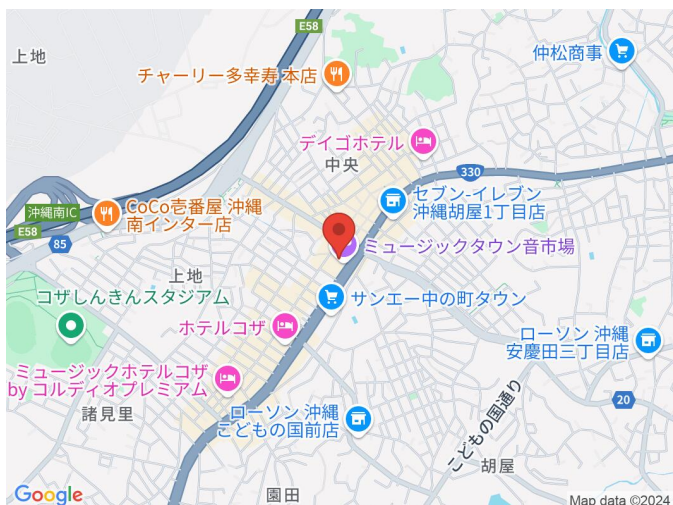 E58
上地
仲松商事
チャーリー多幸寿 本店
デイゴホテル
中央
330
セブン-イレブン
沖縄胡屋1丁目店
沖縄南IC
CoCo壱番屋 沖縄
南インター店
E58
85
ミュージックタウン音市場
上地
コザしんきんスタジアム
サンエー中の町タウン
ホテルコザ
ローソン 沖縄
安慶田三丁目店
ミュージックホテルコザ
by コルディオプレミアム
諸見里
ローソン 沖縄
こどもの国前店
こどもの国通り
20
胡屋
園田
Google
Map data ©2024